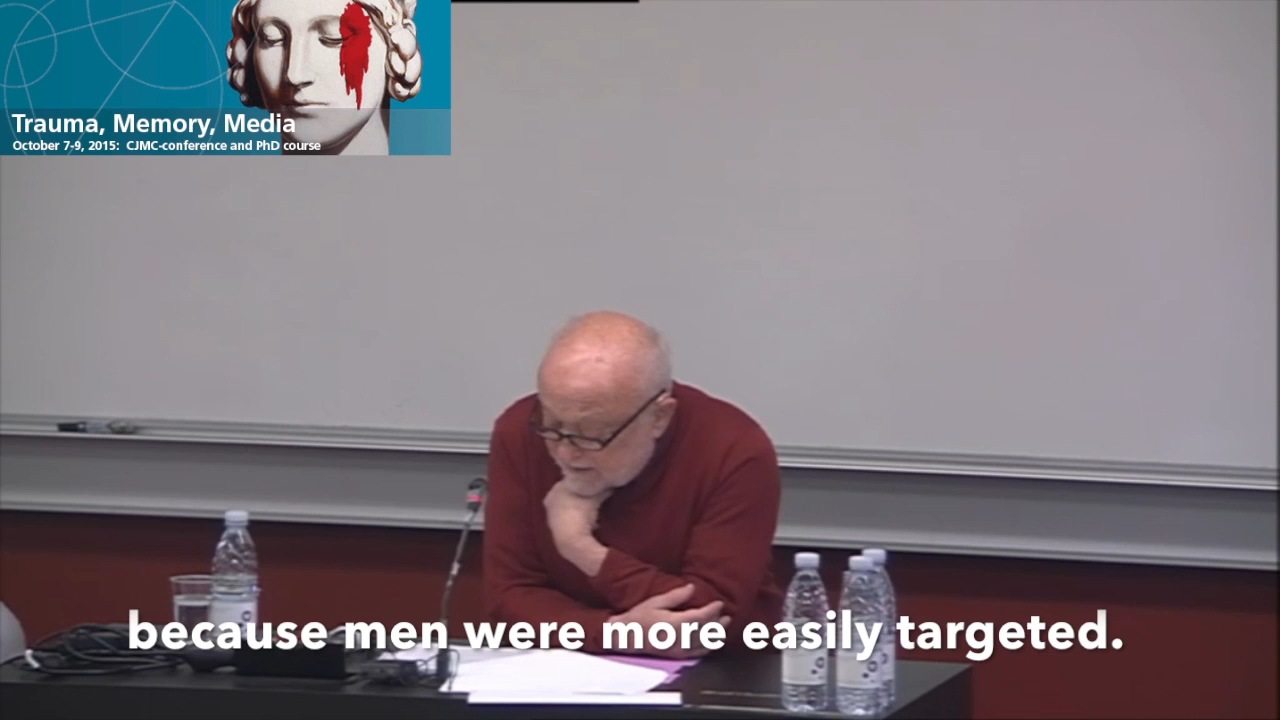 Trauma, Memory, Media
October 7-9, 2015: CJMC-conference and PhD course
because men were more easily targeted.